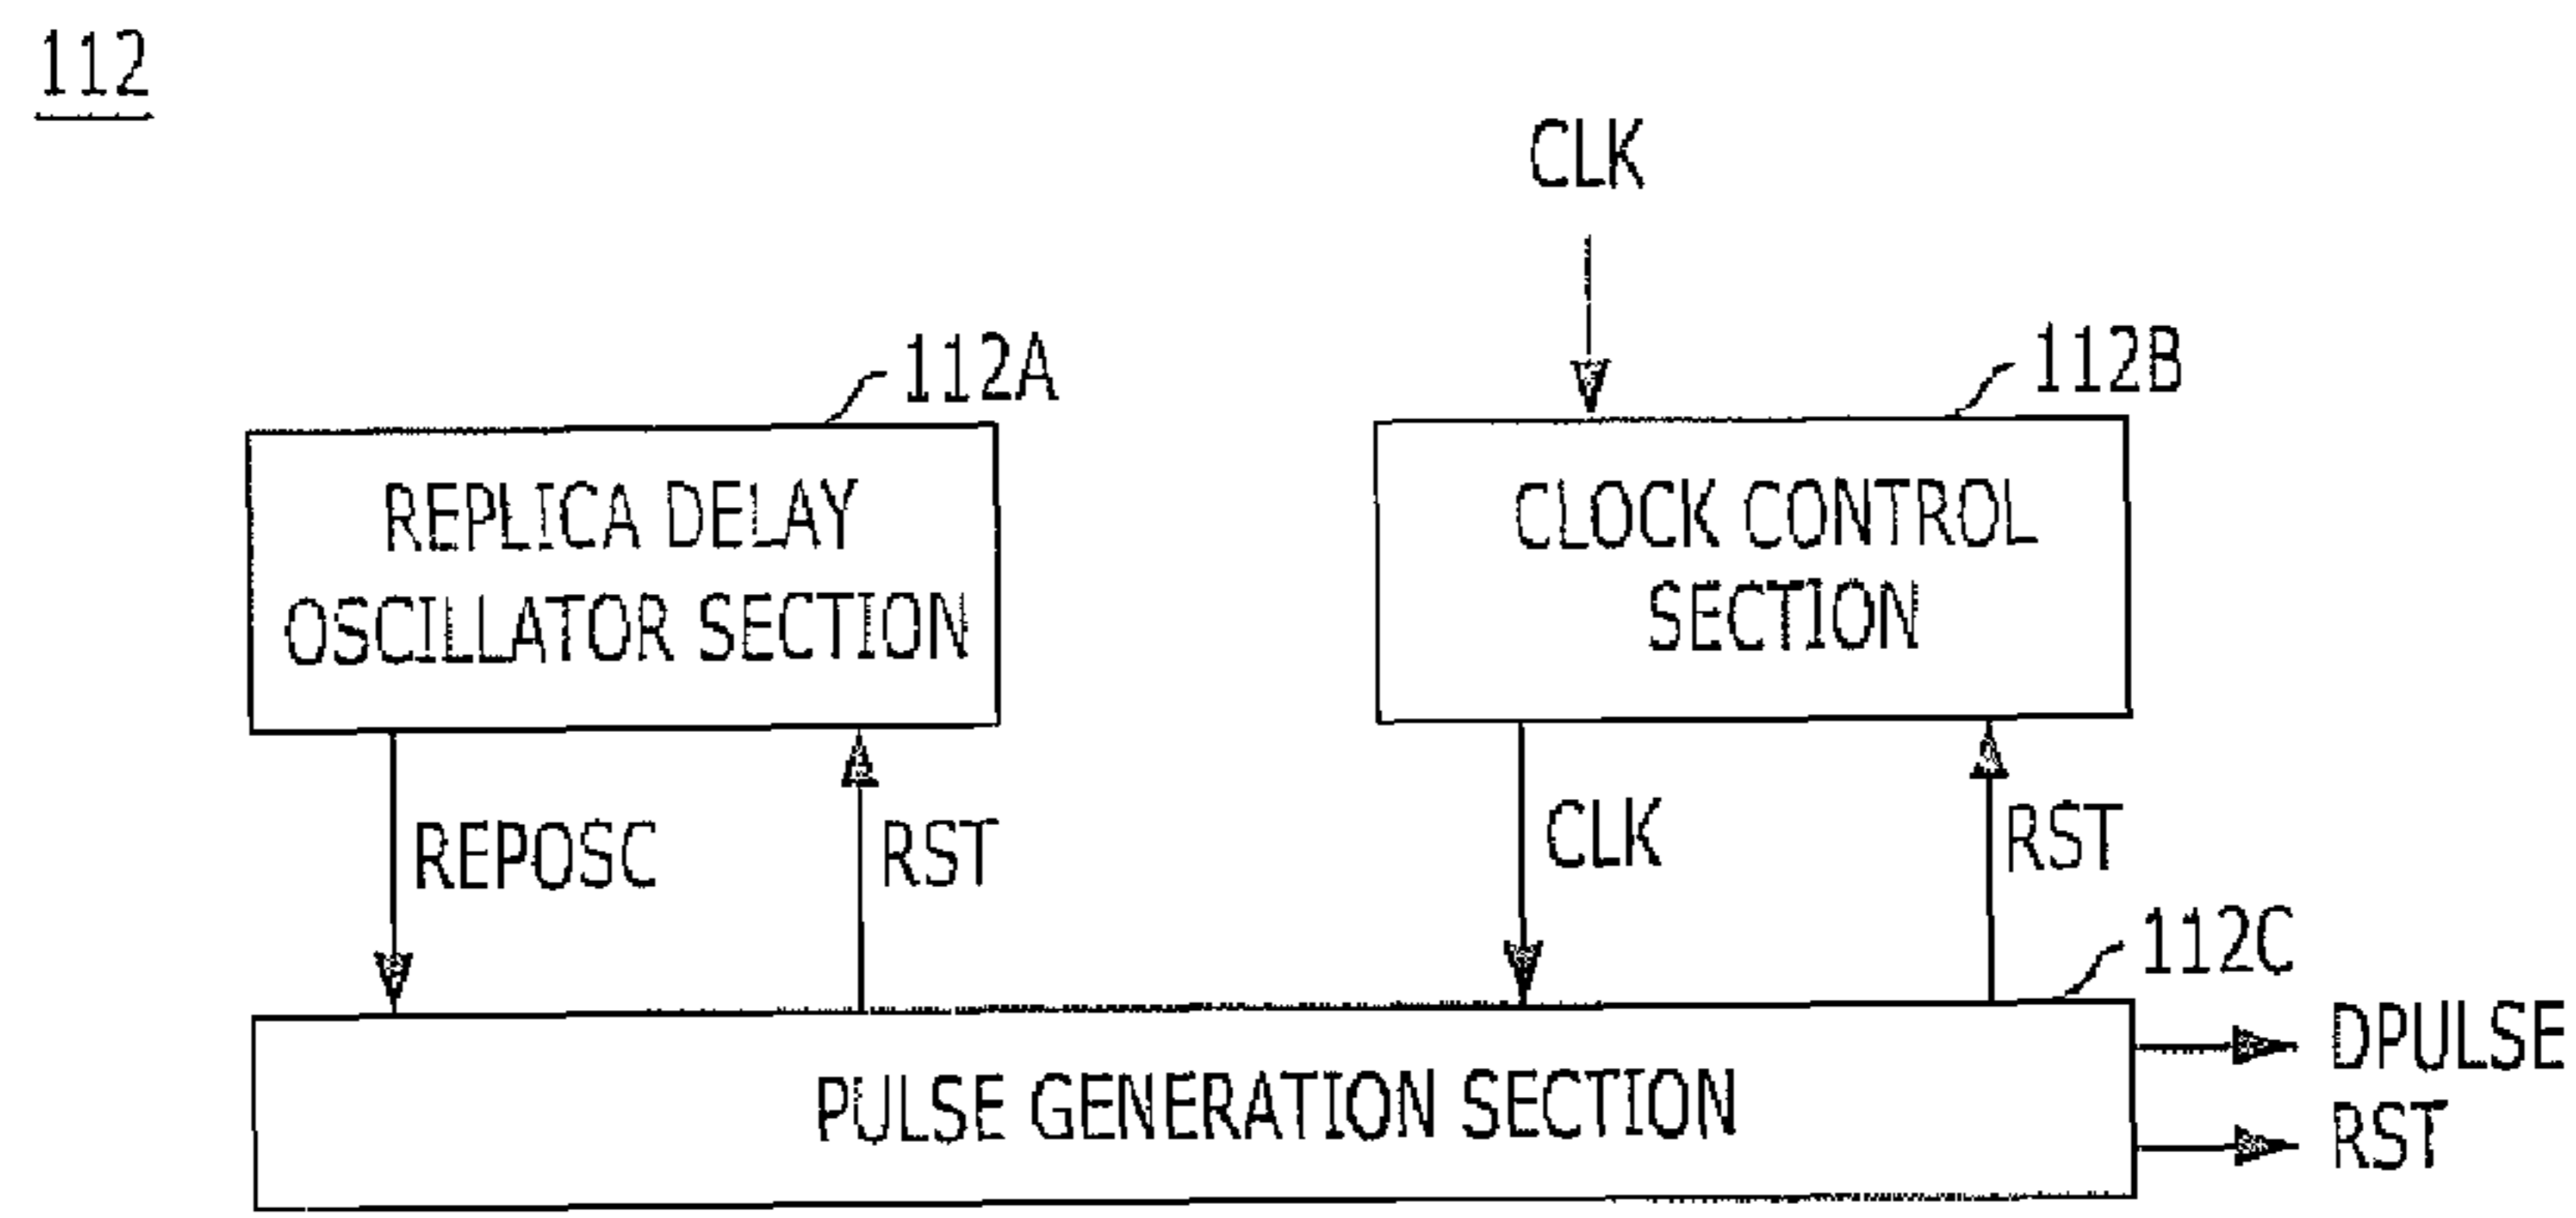 112
CLK
112A
112B
REPLICA DELAY
OSCILLATOR SECTION
CLOCK CONTROL
SECTION
REPOSC
RST
CLK
RST
112C
PULSE GENERATION SECTION
DPULSE
RST